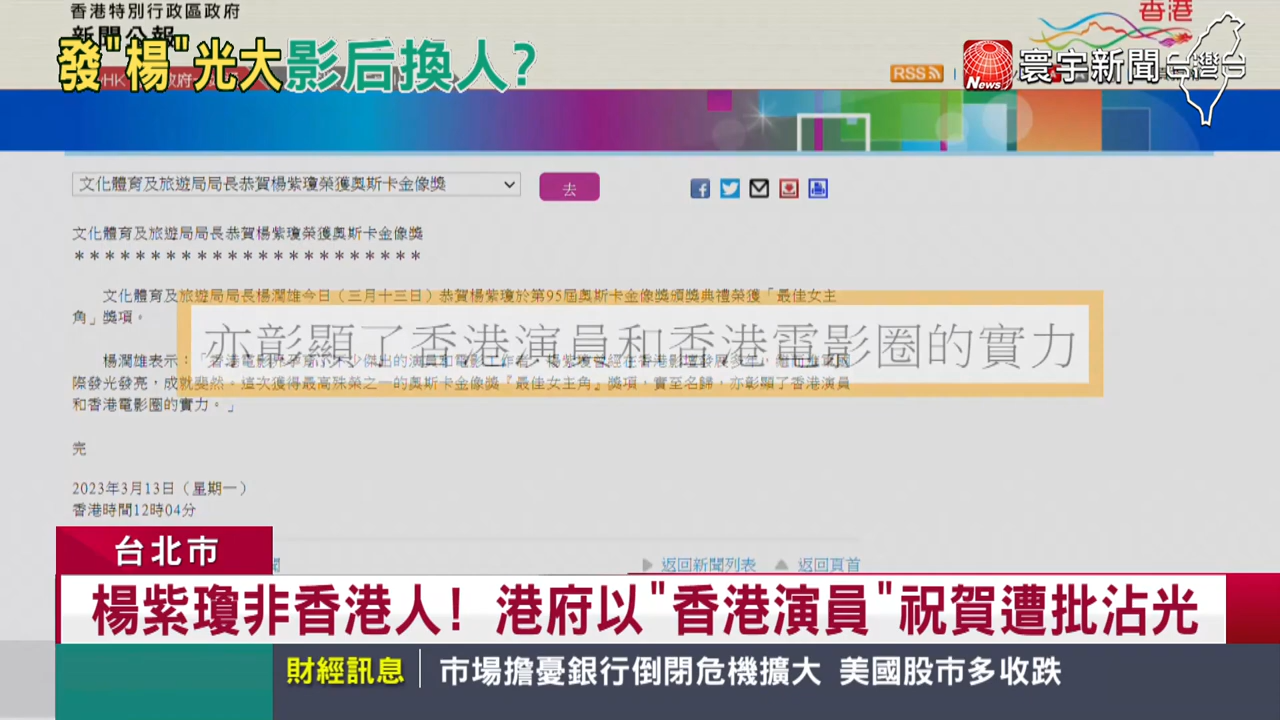 香港特別行政區政府
新聞公報
香港
發"楊"光大影后換人?
RSS
News
寰宇新聞
台灣台
文化體育及旅遊局局長恭賀楊紫瓊榮獲奧斯卡金像獎
去
文化體育及旅遊局局長恭賀楊紫瓊榮獲奧斯卡金像獎
***********************
文化體育及旅遊局局長楊潤雄今日(三月十三日)恭賀楊紫瓊於第95屆奧斯卡金像獎頒獎典禮榮獲「最佳女主
角」獎項。
亦彰顯了香港演員和香港電影圈的實力
楊潤雄表示:「香港電影
際發光發亮,成就斐然。這次獲得最高殊榮之一的奧斯卡金像獎『最佳女主角』獎項,實至名歸,亦彰顯了香港演員
和香港電影圈的實力。」
完
2023年3月13日(星期一)
香港時間12時04分
返回新聞列表
返回頁首
台北市
楊紫瓊非香港人! 港府以"香港演員"祝賀遭批沾光
財經訊息
市場擔憂銀行倒閉危機擴大 美國股市多收跌